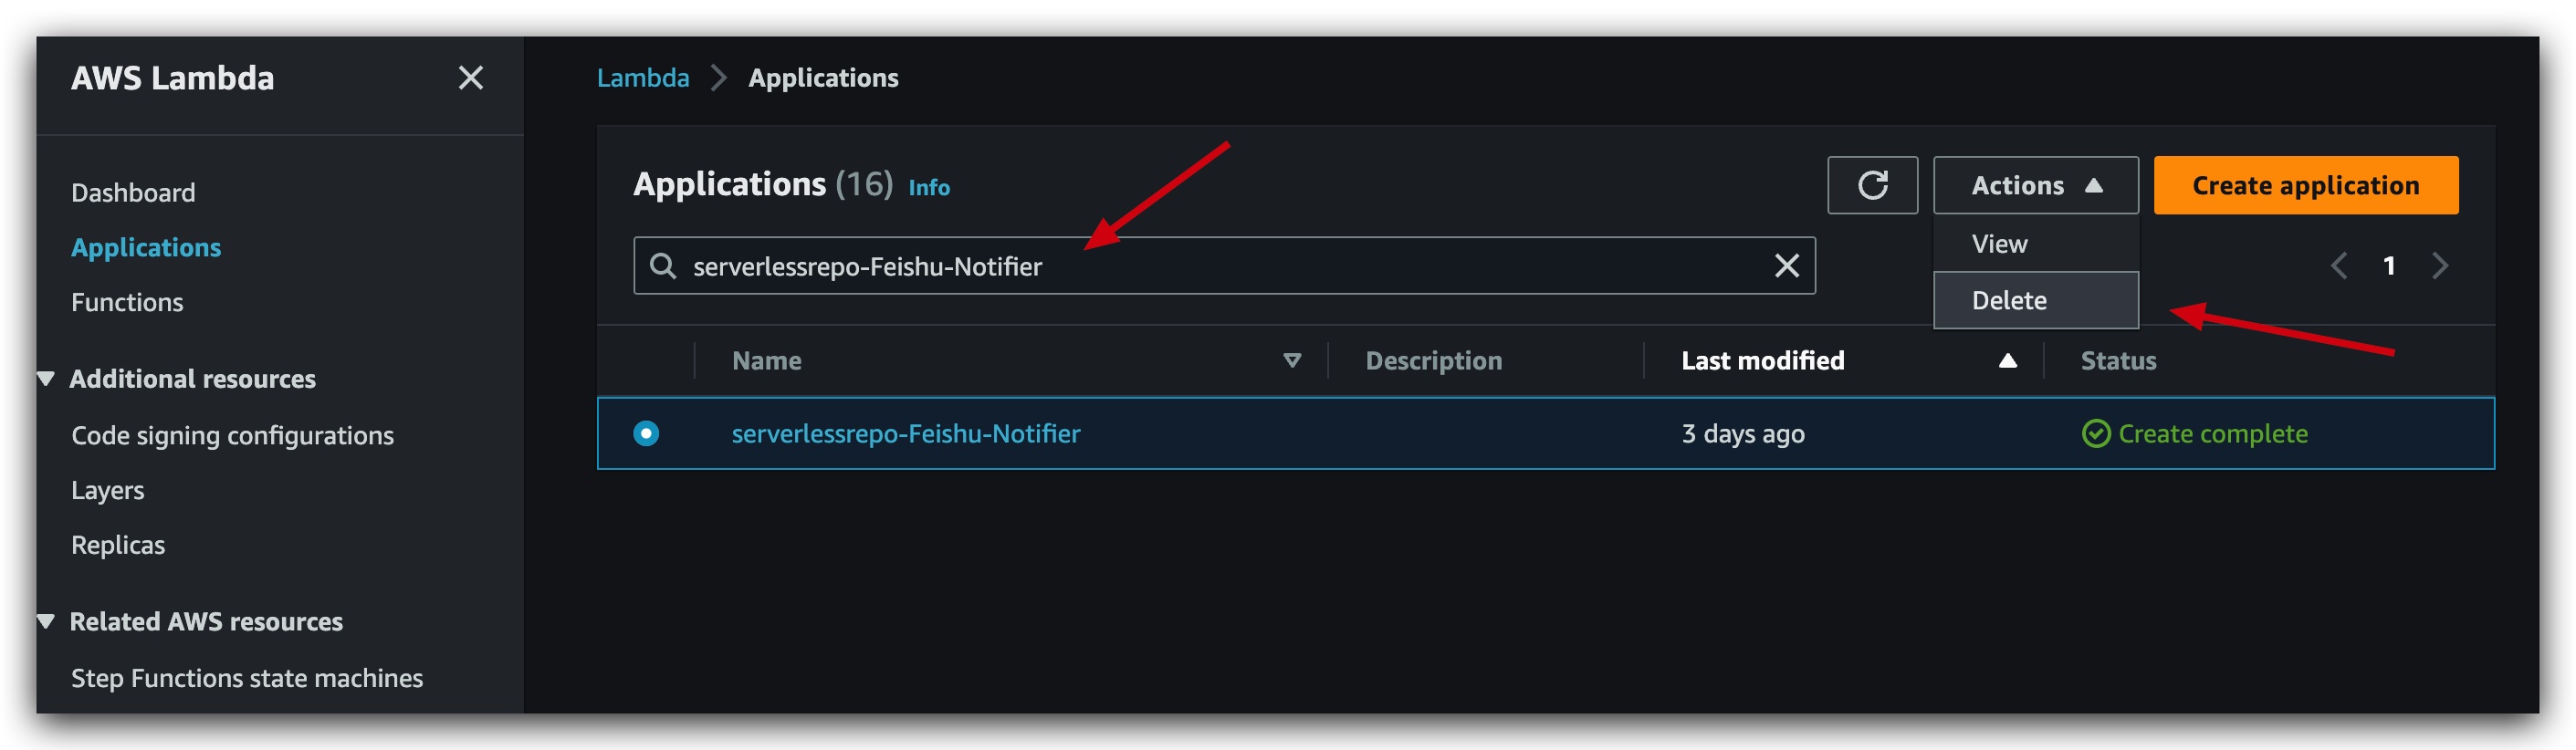 AWS Lambda
Dashboard
Applications
Functions
Additional resources
Code signing configurations
Layers
Replicas
Related AWS resources
Step Functions state machines
Lambda > Applications
Applications (16) Info
Actions
Create application
View
Delete
serverlessrepo-Feishu-Notifier
1
Name Description Last modified Status
serverlessrepo-Feishu-Notifier 3 days ago Create complete